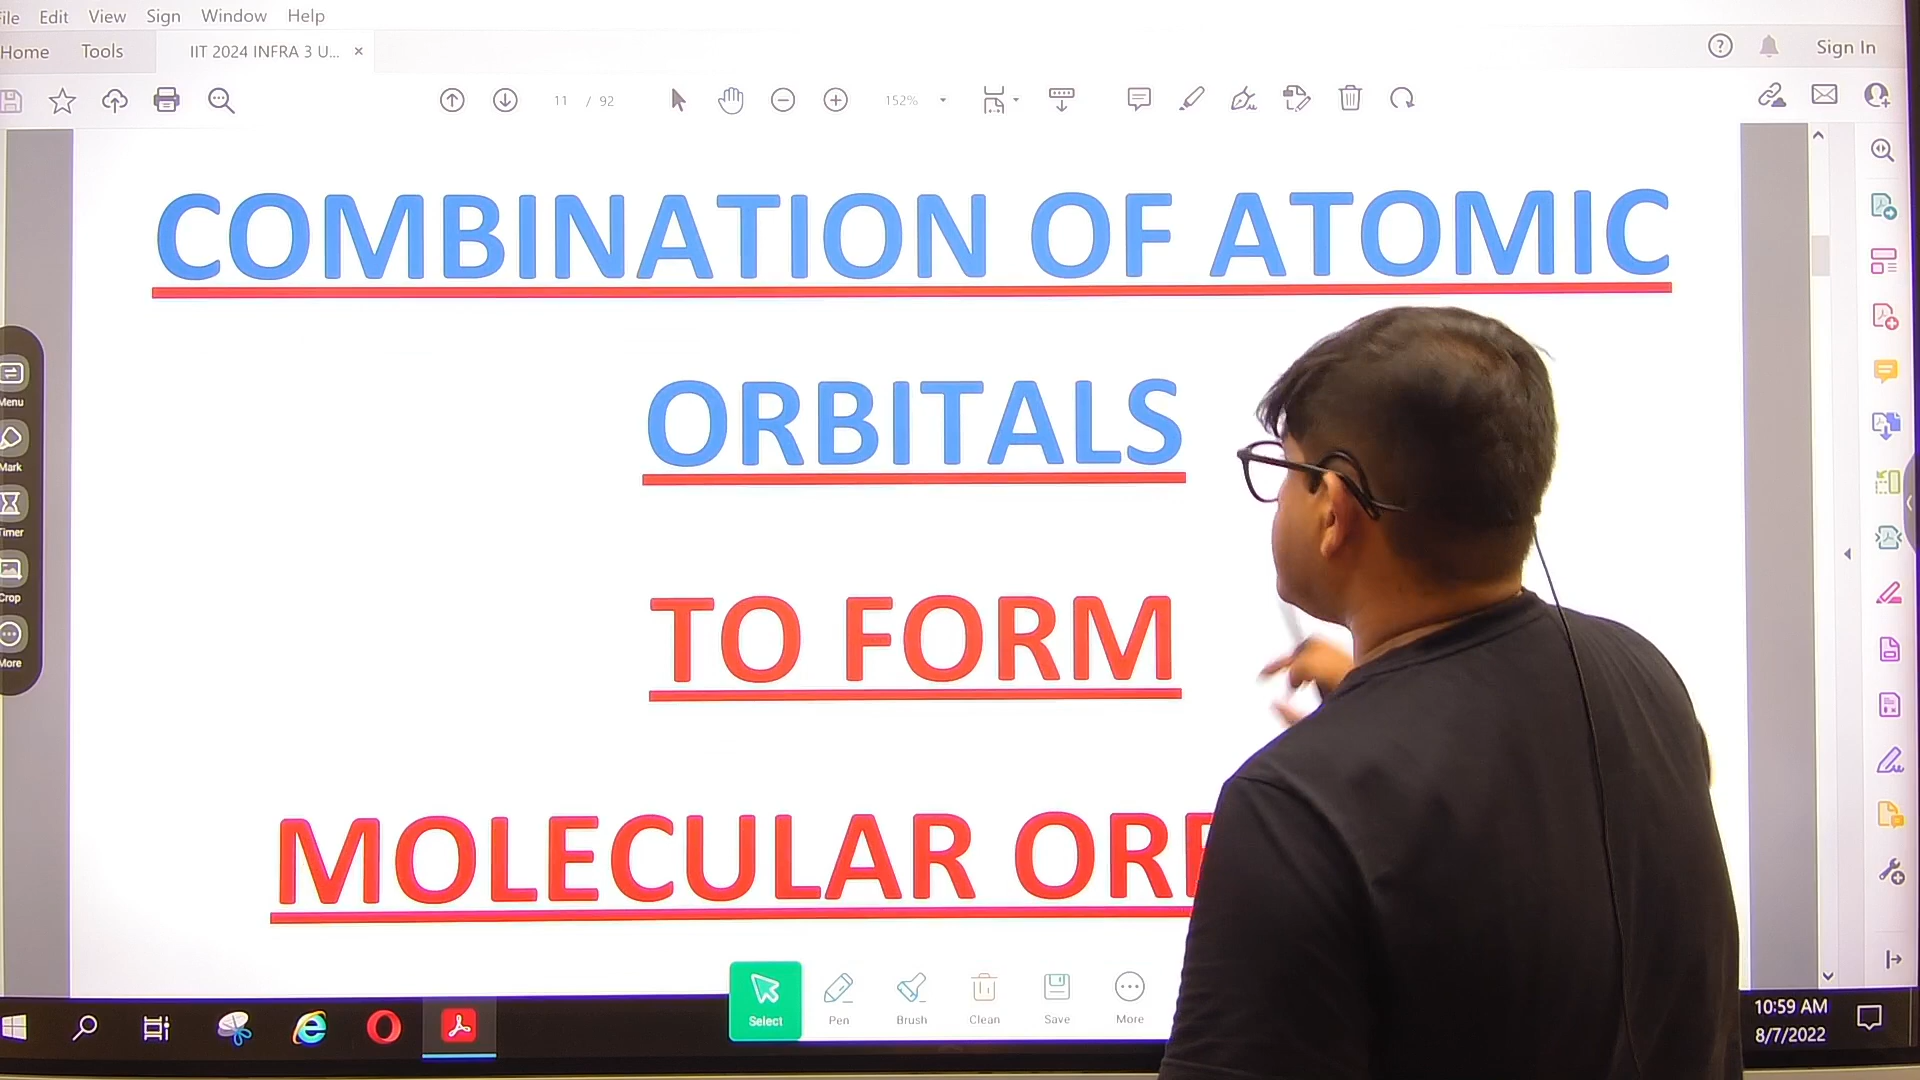 File Edit View Sign Window Help
Home Tools IIT 2024 INFRA 3 U... ×
Sign In
11 / 92
152%
COMBINATION OF ATOMIC
ORBITALS
TO FORM
MOLECULAR
Menu
Mark
Timer
Crop
More
Select Pen Brush Clean Save More
10:59 AM
8/7/2022